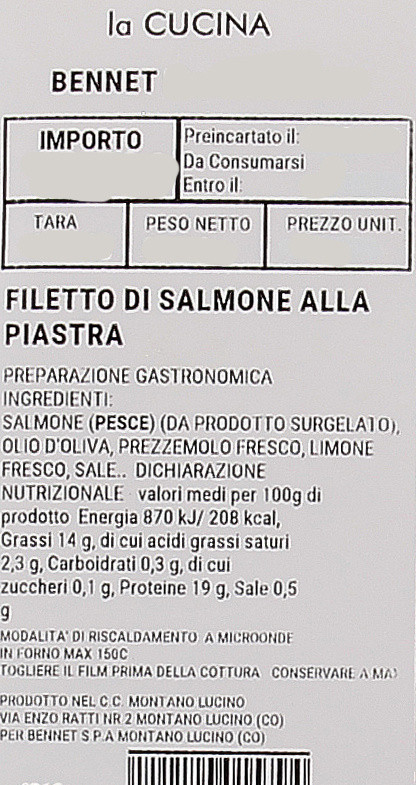 la CUCINA
BENNET
IMPORTO
Preincartato il:
Da Consumarsi
Entro il:
TARA
PESO NETTO
PREZZO UNIT.
FILETTO DI SALMONE ALLA
PIASTRA
PREPARAZIONE GASTRONOMICA
INGREDIENTI:
SALMONE (PESCE) (DA PRODOTTO SURGELATO),
OLIO D'OLIVA, PREZZEMOLO FRESCO, LIMONE
FRESCO, SALE.. DICHIARAZIONE
NUTRIZIONALE valori medi per 100g di
prodotto Energia 870 kJ/ 208 kcal,
Grassi 14 g, di cui acidi grassi saturi
2,3 g, Carboidrati 0,3 g, di cui
zuccheri 0,1 g, Proteine 19 g, Sale 0,5
g
MODALITA' DI RISCALDAMENTO A MICROONDE
IN FORNO MAX 150C
TOGLIERE IL FILM PRIMA DELLA COTTURA CONSERVARE A
PRODOTTO NEL C.C. MONTANO LUCINO
VIA ENZO RATTI NR 2 MONTANO LUCINO (CO)
PER BENNET S.P.A MONTANO LUCINO (CO)